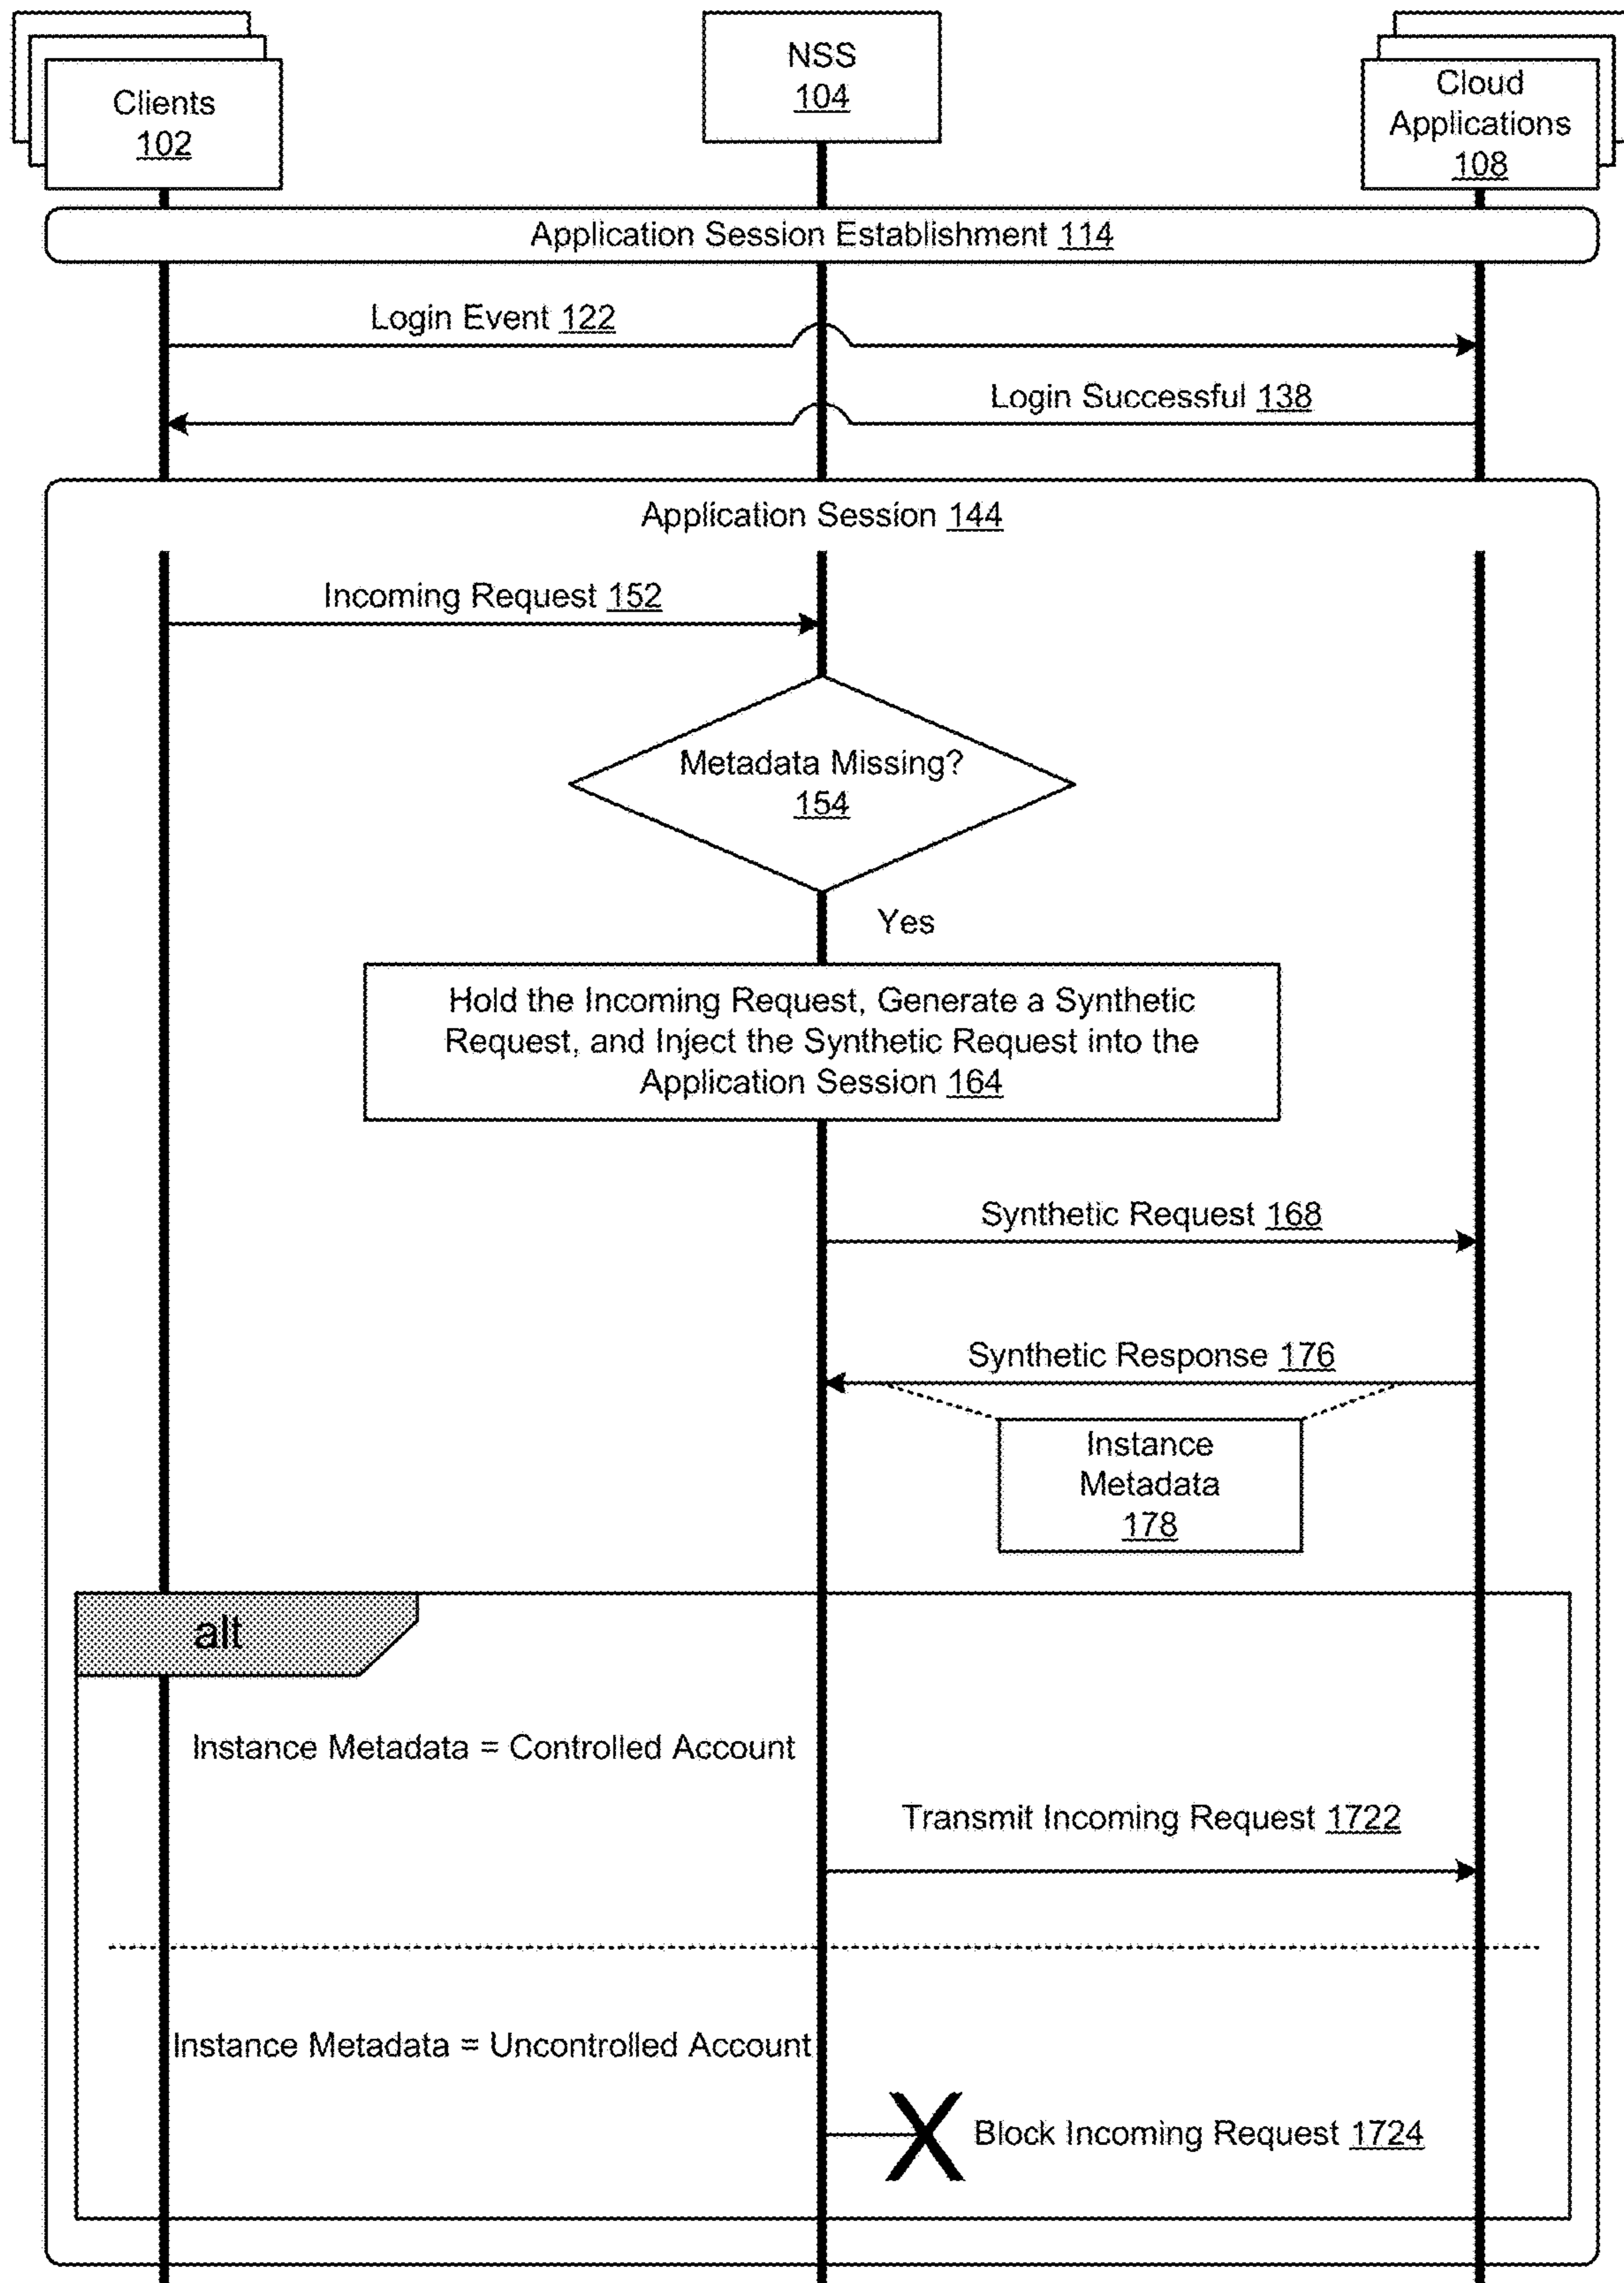 Clients
102
NSS
104
Cloud
Applications
108
Application Session Establishment 114
Login Event 122
Login Successful 138
Application Session 144
Incoming Request 152
Metadata Missing?
154
Yes
Hold the Incoming Request, Generate a Synthetic
Request, and Inject the Synthetic Request into the
Application Session 164
Synthetic Request 168
Synthetic Response 176
Instance
Metadata
178
alt
Instance Metadata = Controlled Account
Transmit Incoming Request 1722
Instance Metadata = Uncontrolled Account
Block Incoming Request 1724